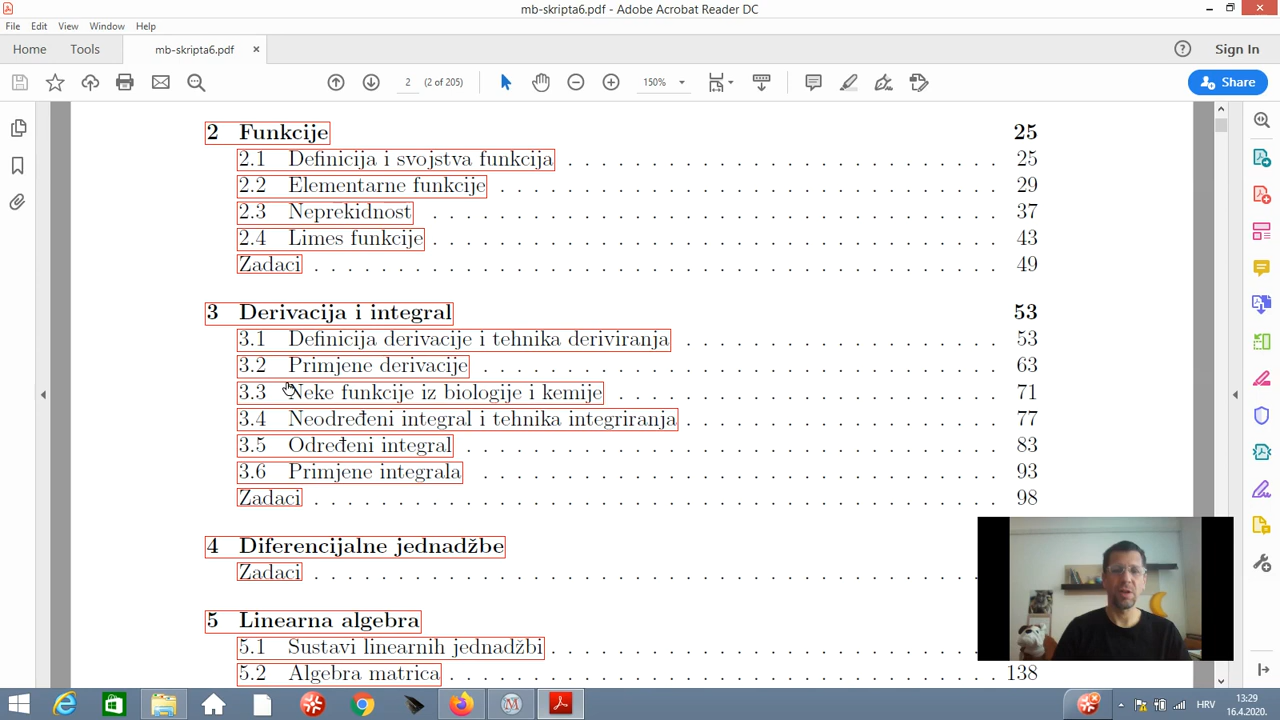 mb-skripta6.pdf - Adobe Acrobat Reader DC
File Edit View Window Help
Home Tools mb-skripta6.pdf × Sign In
2 (2 of 205) 150% Share
2 Funkcije 25
2.1 Definicija i svojstva funkcija 25
2.2 Elementarne funkcije 29
2.3 Neprekidnost 37
2.4 Limes funkcije 43
Zadaci 49
3 Derivacija i integral 53
3.1 Definicija derivacije i tehnika deriviranja 53
3.2 Primjene derivacije 63
3.3 Neke funkcije iz biologije i kemije 71
3.4 Neodređeni integral i tehnika integriranja 77
3.5 Određeni integral 83
3.6 Primjene integrala 93
Zadaci 98
4 Diferencijalne jednadžbe
Zadaci
5 Linearna algebra
5.1 Sustavi linearnih jednadžbi
5.2 Algebra matrica 138
HRV 13:29
16.4.2020.